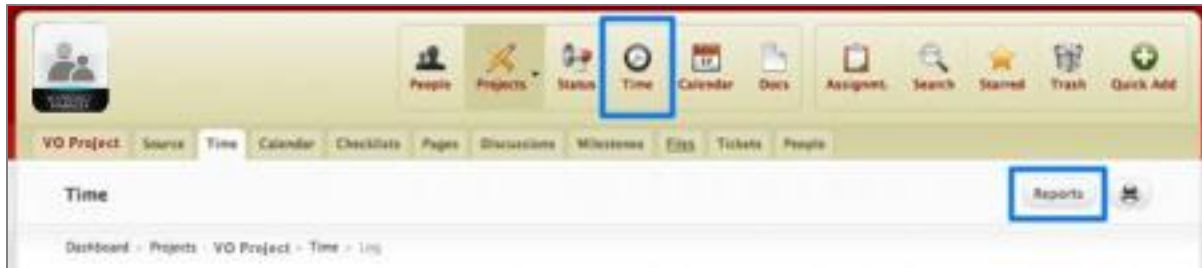 People Projects Status Time Calendar Docs Assignmt. Search Starred Trash Quick Add
VO Project Source Time Calendar Checklists Pages Discussions Milestones Files Tickets People
Time Reports
Dashboard > Projects > VO Project > Time > Log